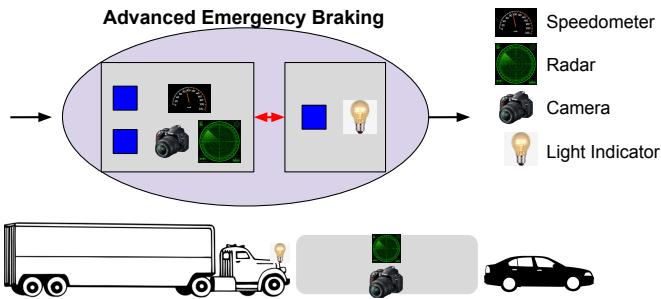 Advanced Emergency Braking
Speedometer
Radar
Camera
Light Indicator